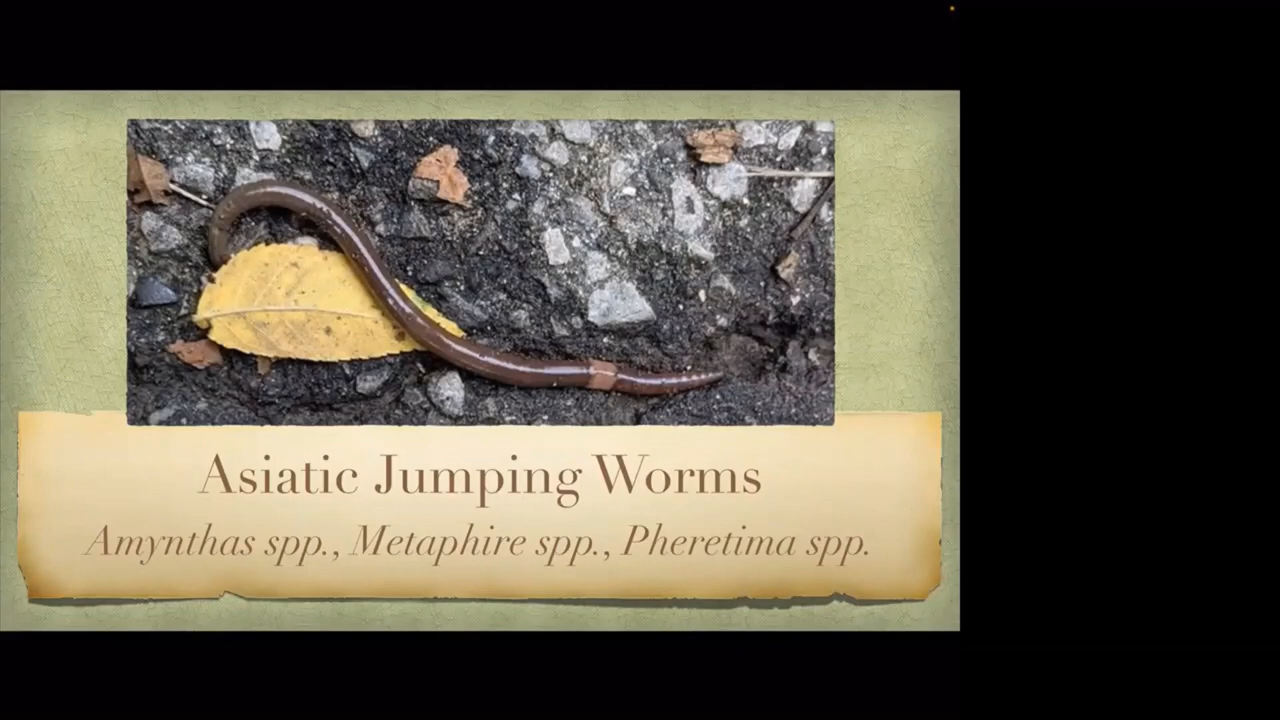 Asiatic Jumping Worms
Amynthas spp., Metaphire spp., Pheretima spp.